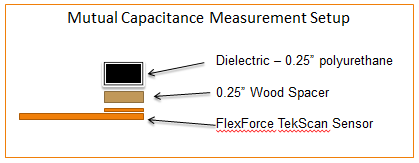 Mutual Capacitance Measurement Setup
Dielectric – 0.25” polyurethane
0.25” Wood Spacer
FlexForce TekScan Sensor